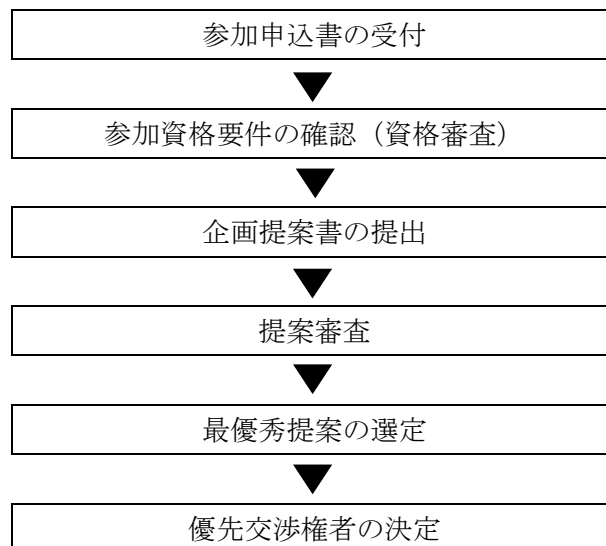 参加申込書の受付
参加資格要件の確認（資格審査）
企画提案書の提出
提案審査
最優秀提案の選定
優先交渉権者の決定